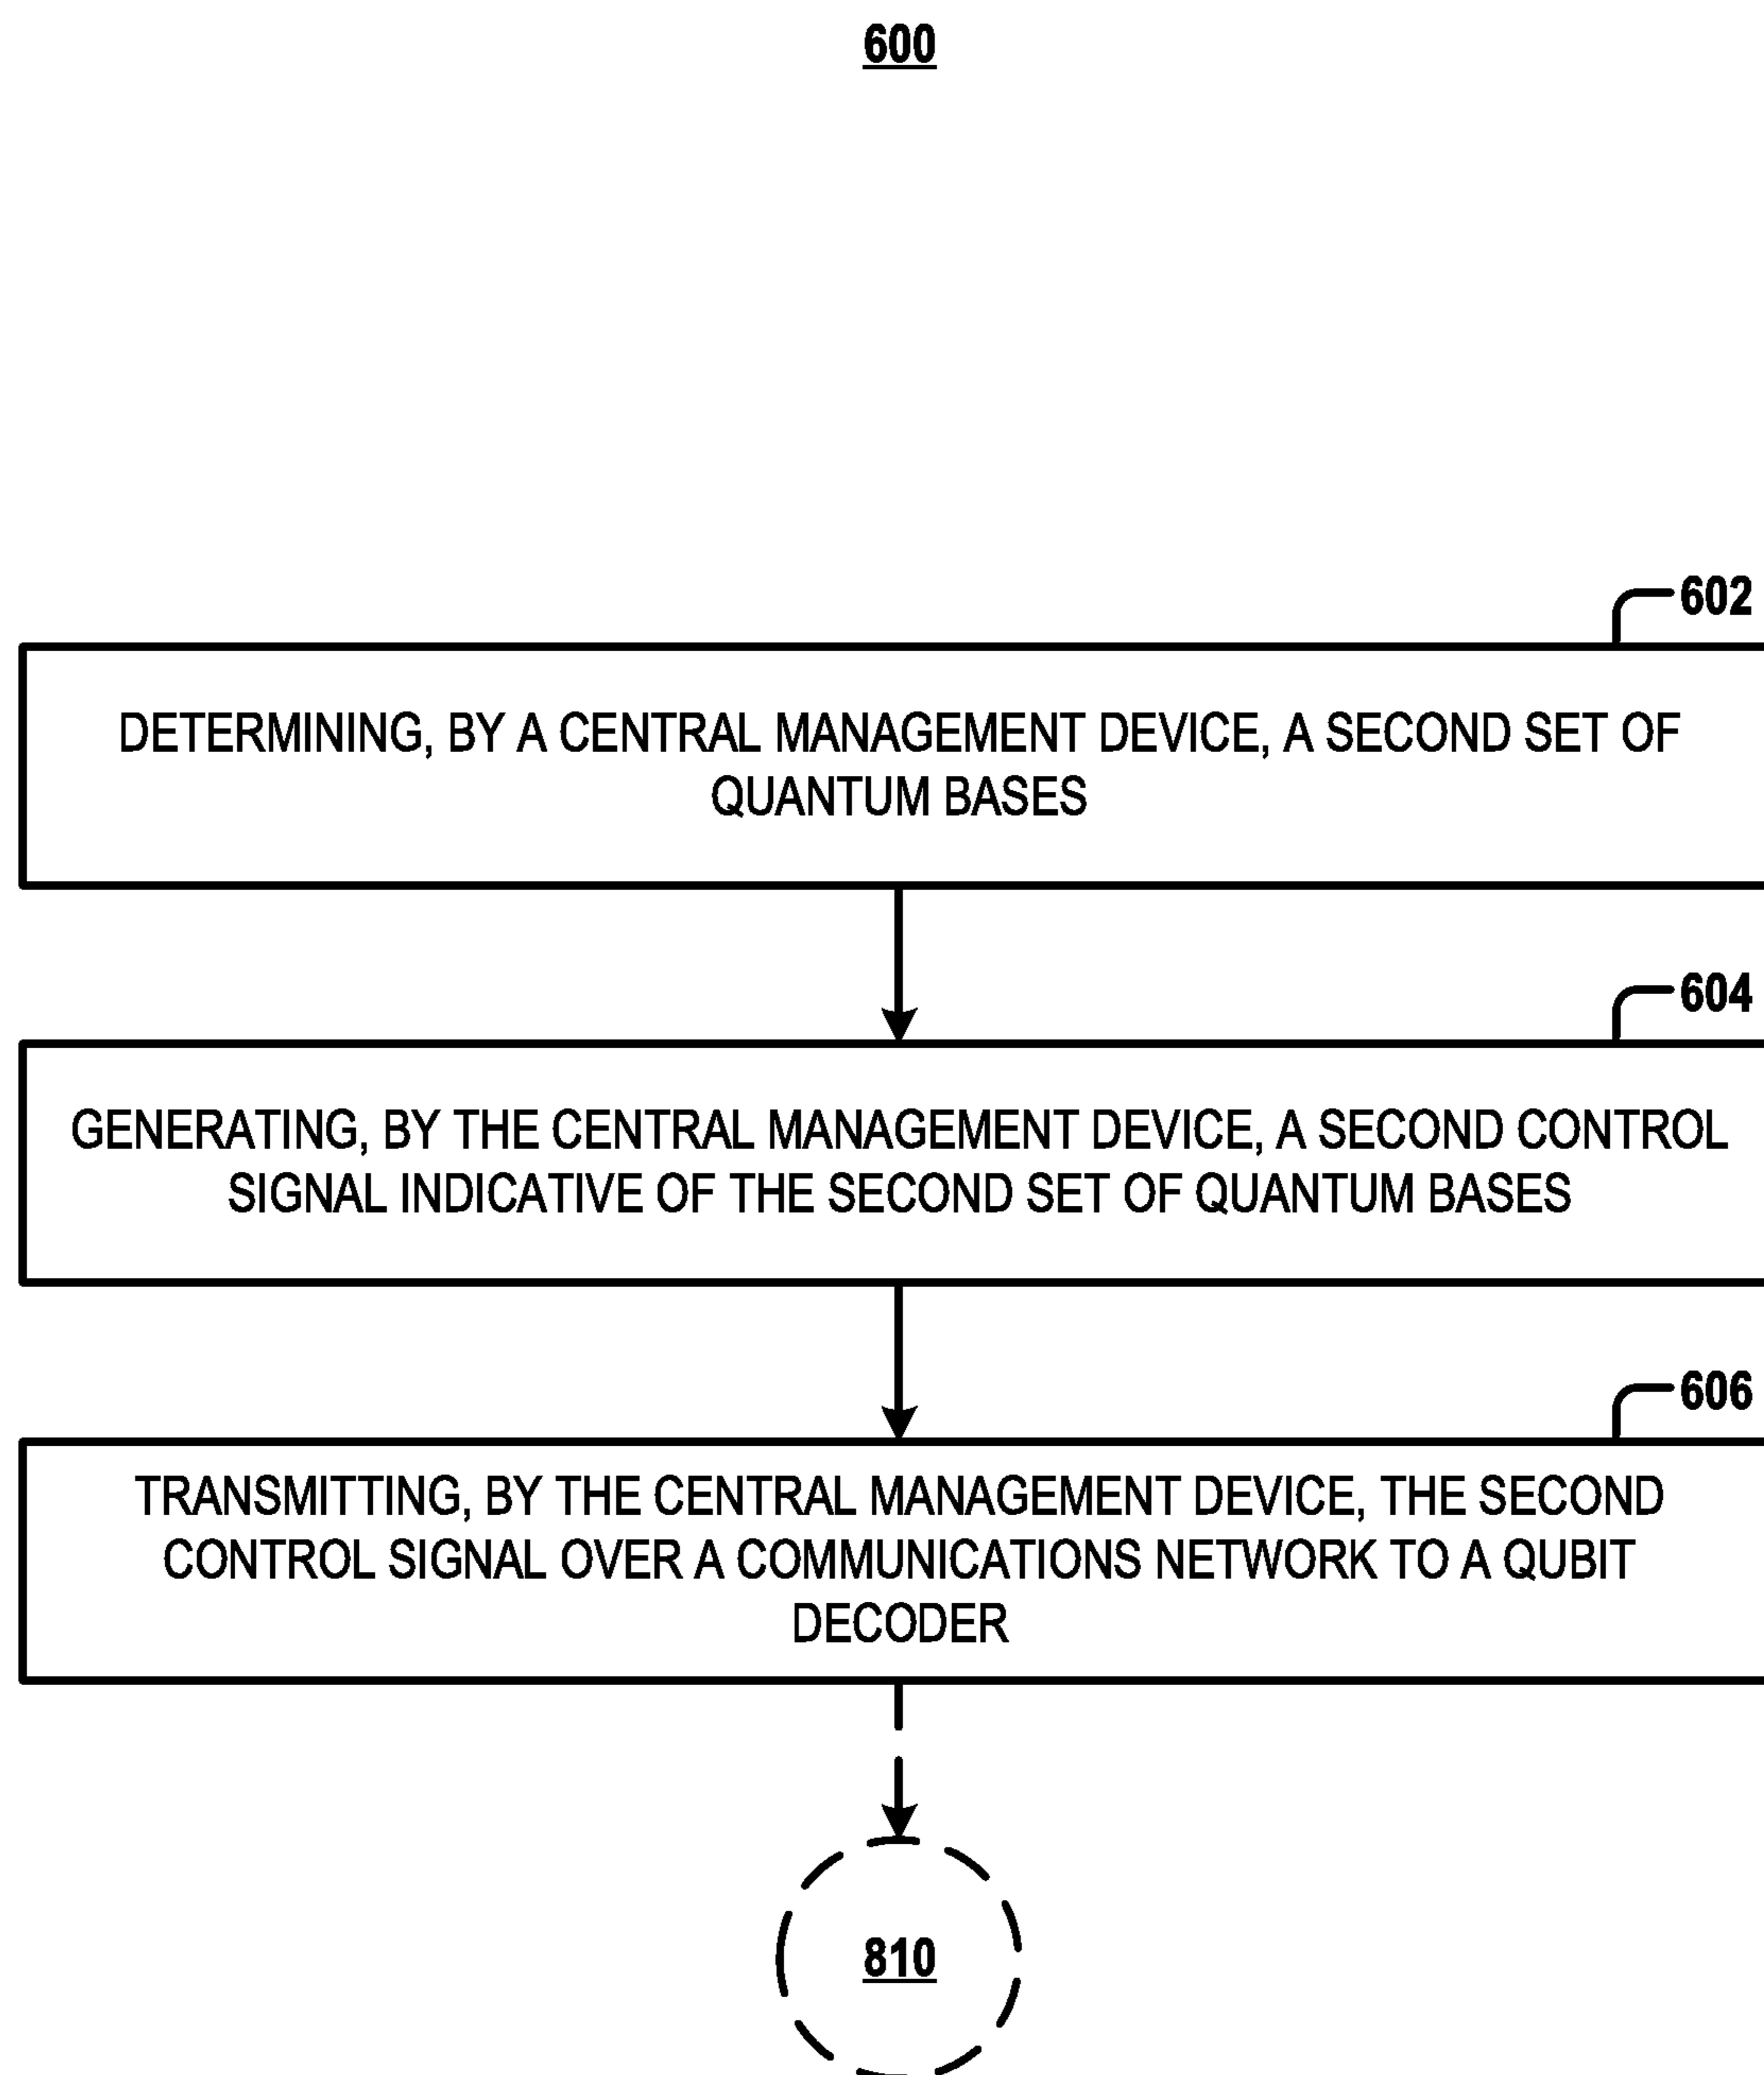 600
602
DETERMINING, BY A CENTRAL MANAGEMENT DEVICE, A SECOND SET OF
QUANTUM BASES
604
GENERATING, BY THE CENTRAL MANAGEMENT DEVICE, A SECOND CONTROL
SIGNAL INDICATIVE OF THE SECOND SET OF QUANTUM BASES
606
TRANSMITTING, BY THE CENTRAL MANAGEMENT DEVICE, THE SECOND
CONTROL SIGNAL OVER A COMMUNICATIONS NETWORK TO A QUBIT
DECODER
810